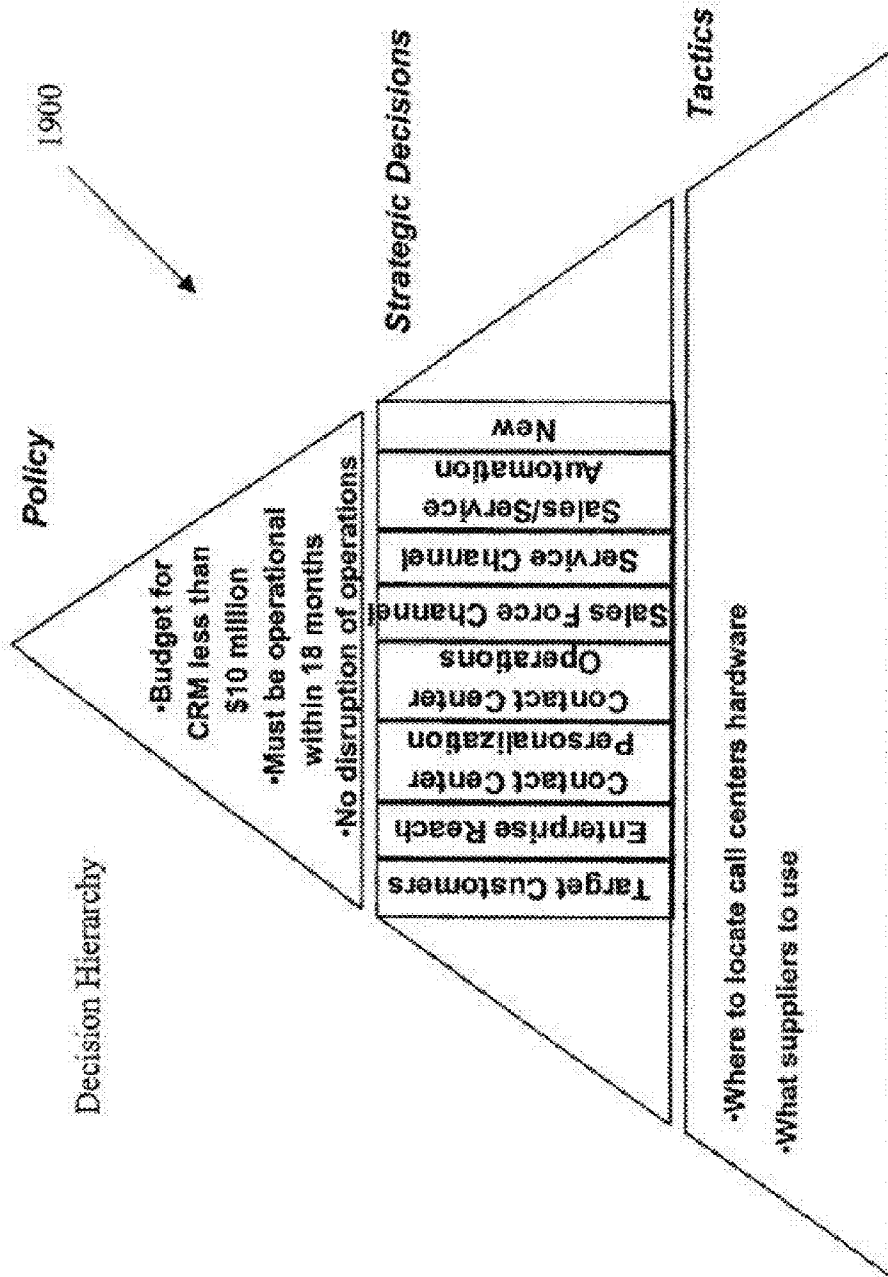 Decision Hierarchy
1900
Policy
•Budget for
CRM less than
$10 million
•Must be operational
within 18 months
•No disruption of operations
Strategic Decisions
Target Customers
Enterprise Reach
Contact Center
Personalization
Contact Center
Operations
Sales Force Channel
Service Channel
Sales/Service
Automation
New
Tactics
•Where to locate call centers hardware
•What suppliers to use